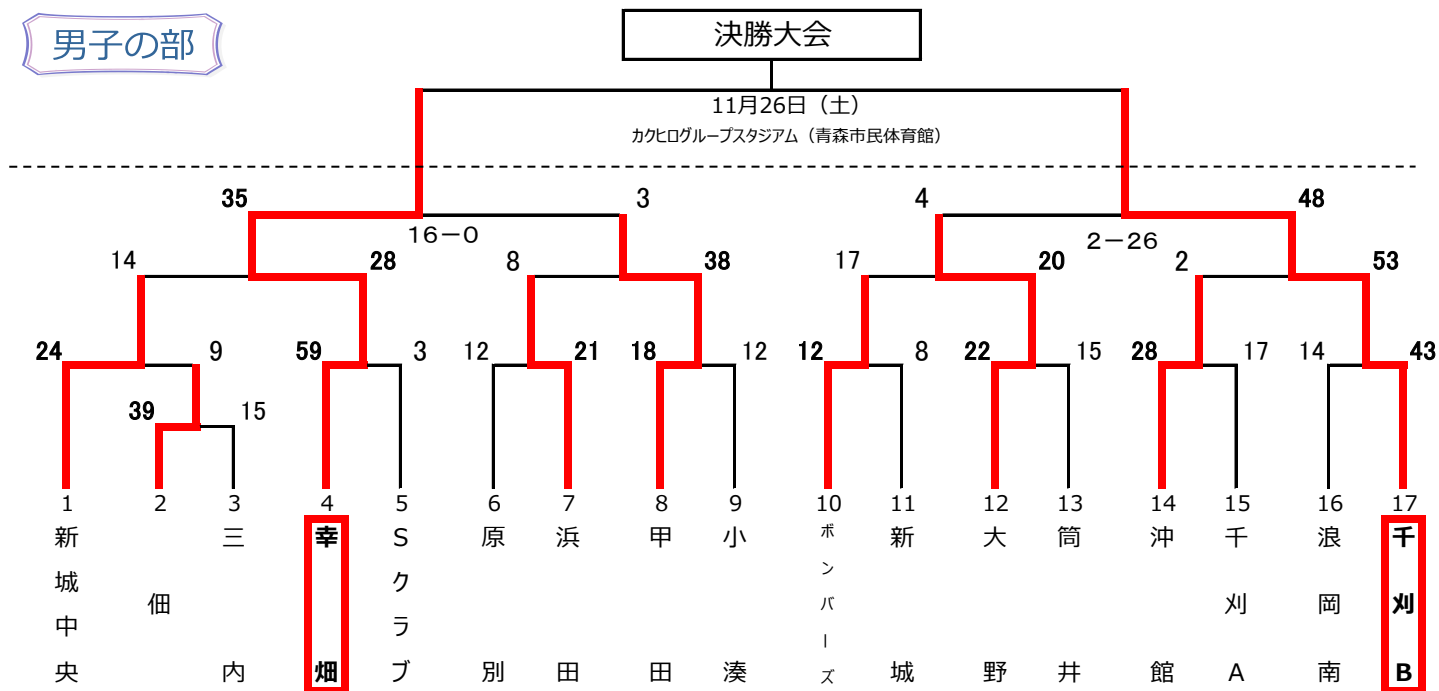 男子の部
決勝大会
11月26日（土）
カクヒログループスタジアム（青森市民体育館）
35 3 4 48
16－0 2－26
14 28 8 38 17 20 2 53
24 9 59 3 12 21 18 12 12 8 22 15 28 17 14 43
39 15
1 2 3 4 5 6 7 8 9 10 11 12 13 14 15 16 17
新城中央
佃
三内
幸畑
Sクラブ
原別
浜田
甲田
小湊
ボンバーズ
新城
大野
筒井
沖館
千刈A
浪岡南
千刈B